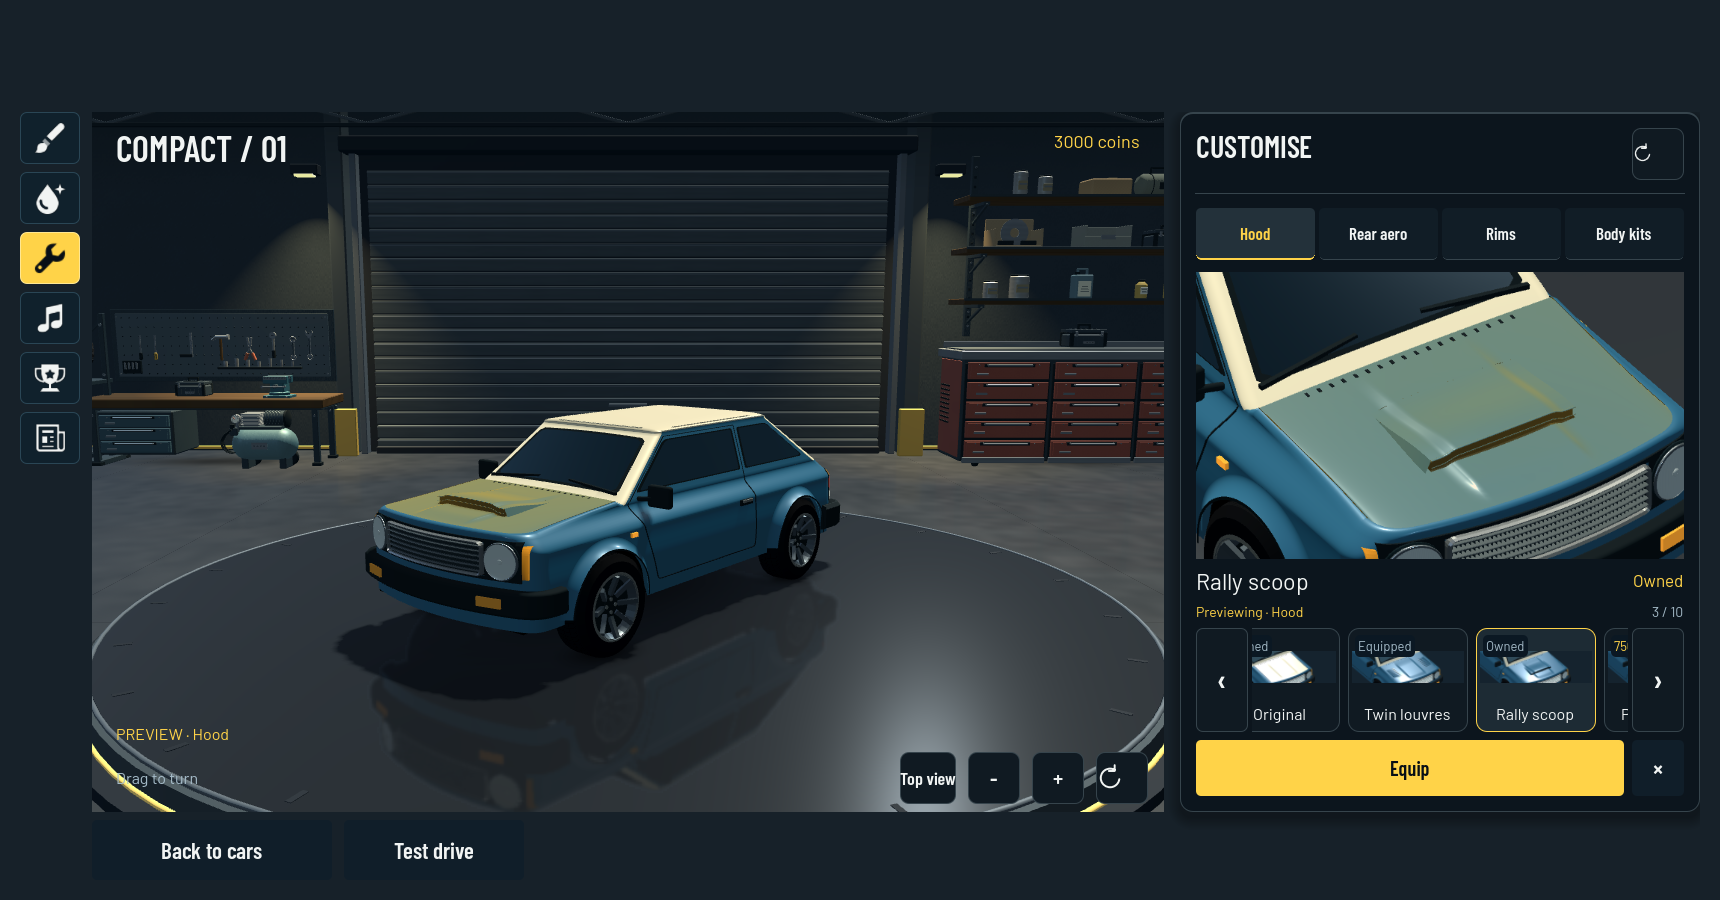 COMPACT / 01
3000 coins
PREVIEW · Hood
Drag to turn
Top view
-
+
Back to cars
Test drive
CUSTOMISE
Hood
Rear aero
Rims
Body kits
Rally scoop
Owned
Previewing · Hood
3 / 10
Equipped
Owned
Original
Twin louvres
Rally scoop
Equip
×